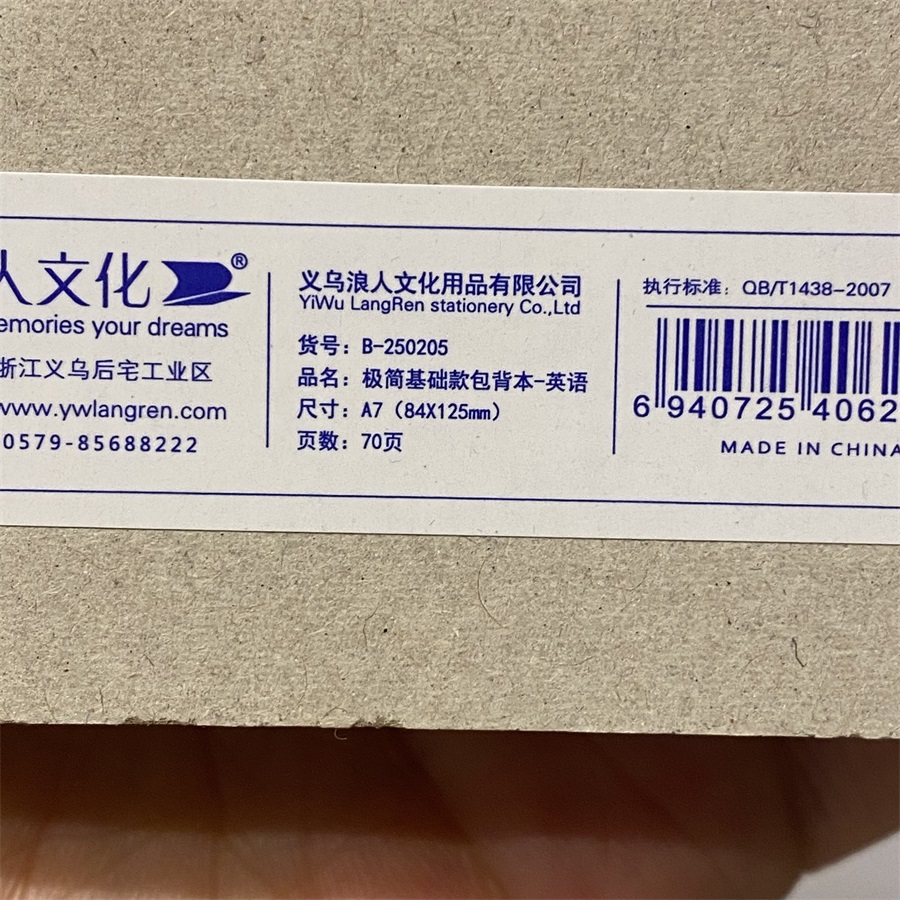 人文化®
emories your dreams
浙江义乌后宅工业区
www.ywlangren.com
0579-85688222
义乌浪人文化用品有限公司
YiWu LangRen stationery Co.,Ltd
货号：B-250205
品名：极简基础款包背本-英语
尺寸：A7（84X125mm）
页数：70页
执行标准：QB/T1438-2007
6 940725 4062
MADE IN CHINA